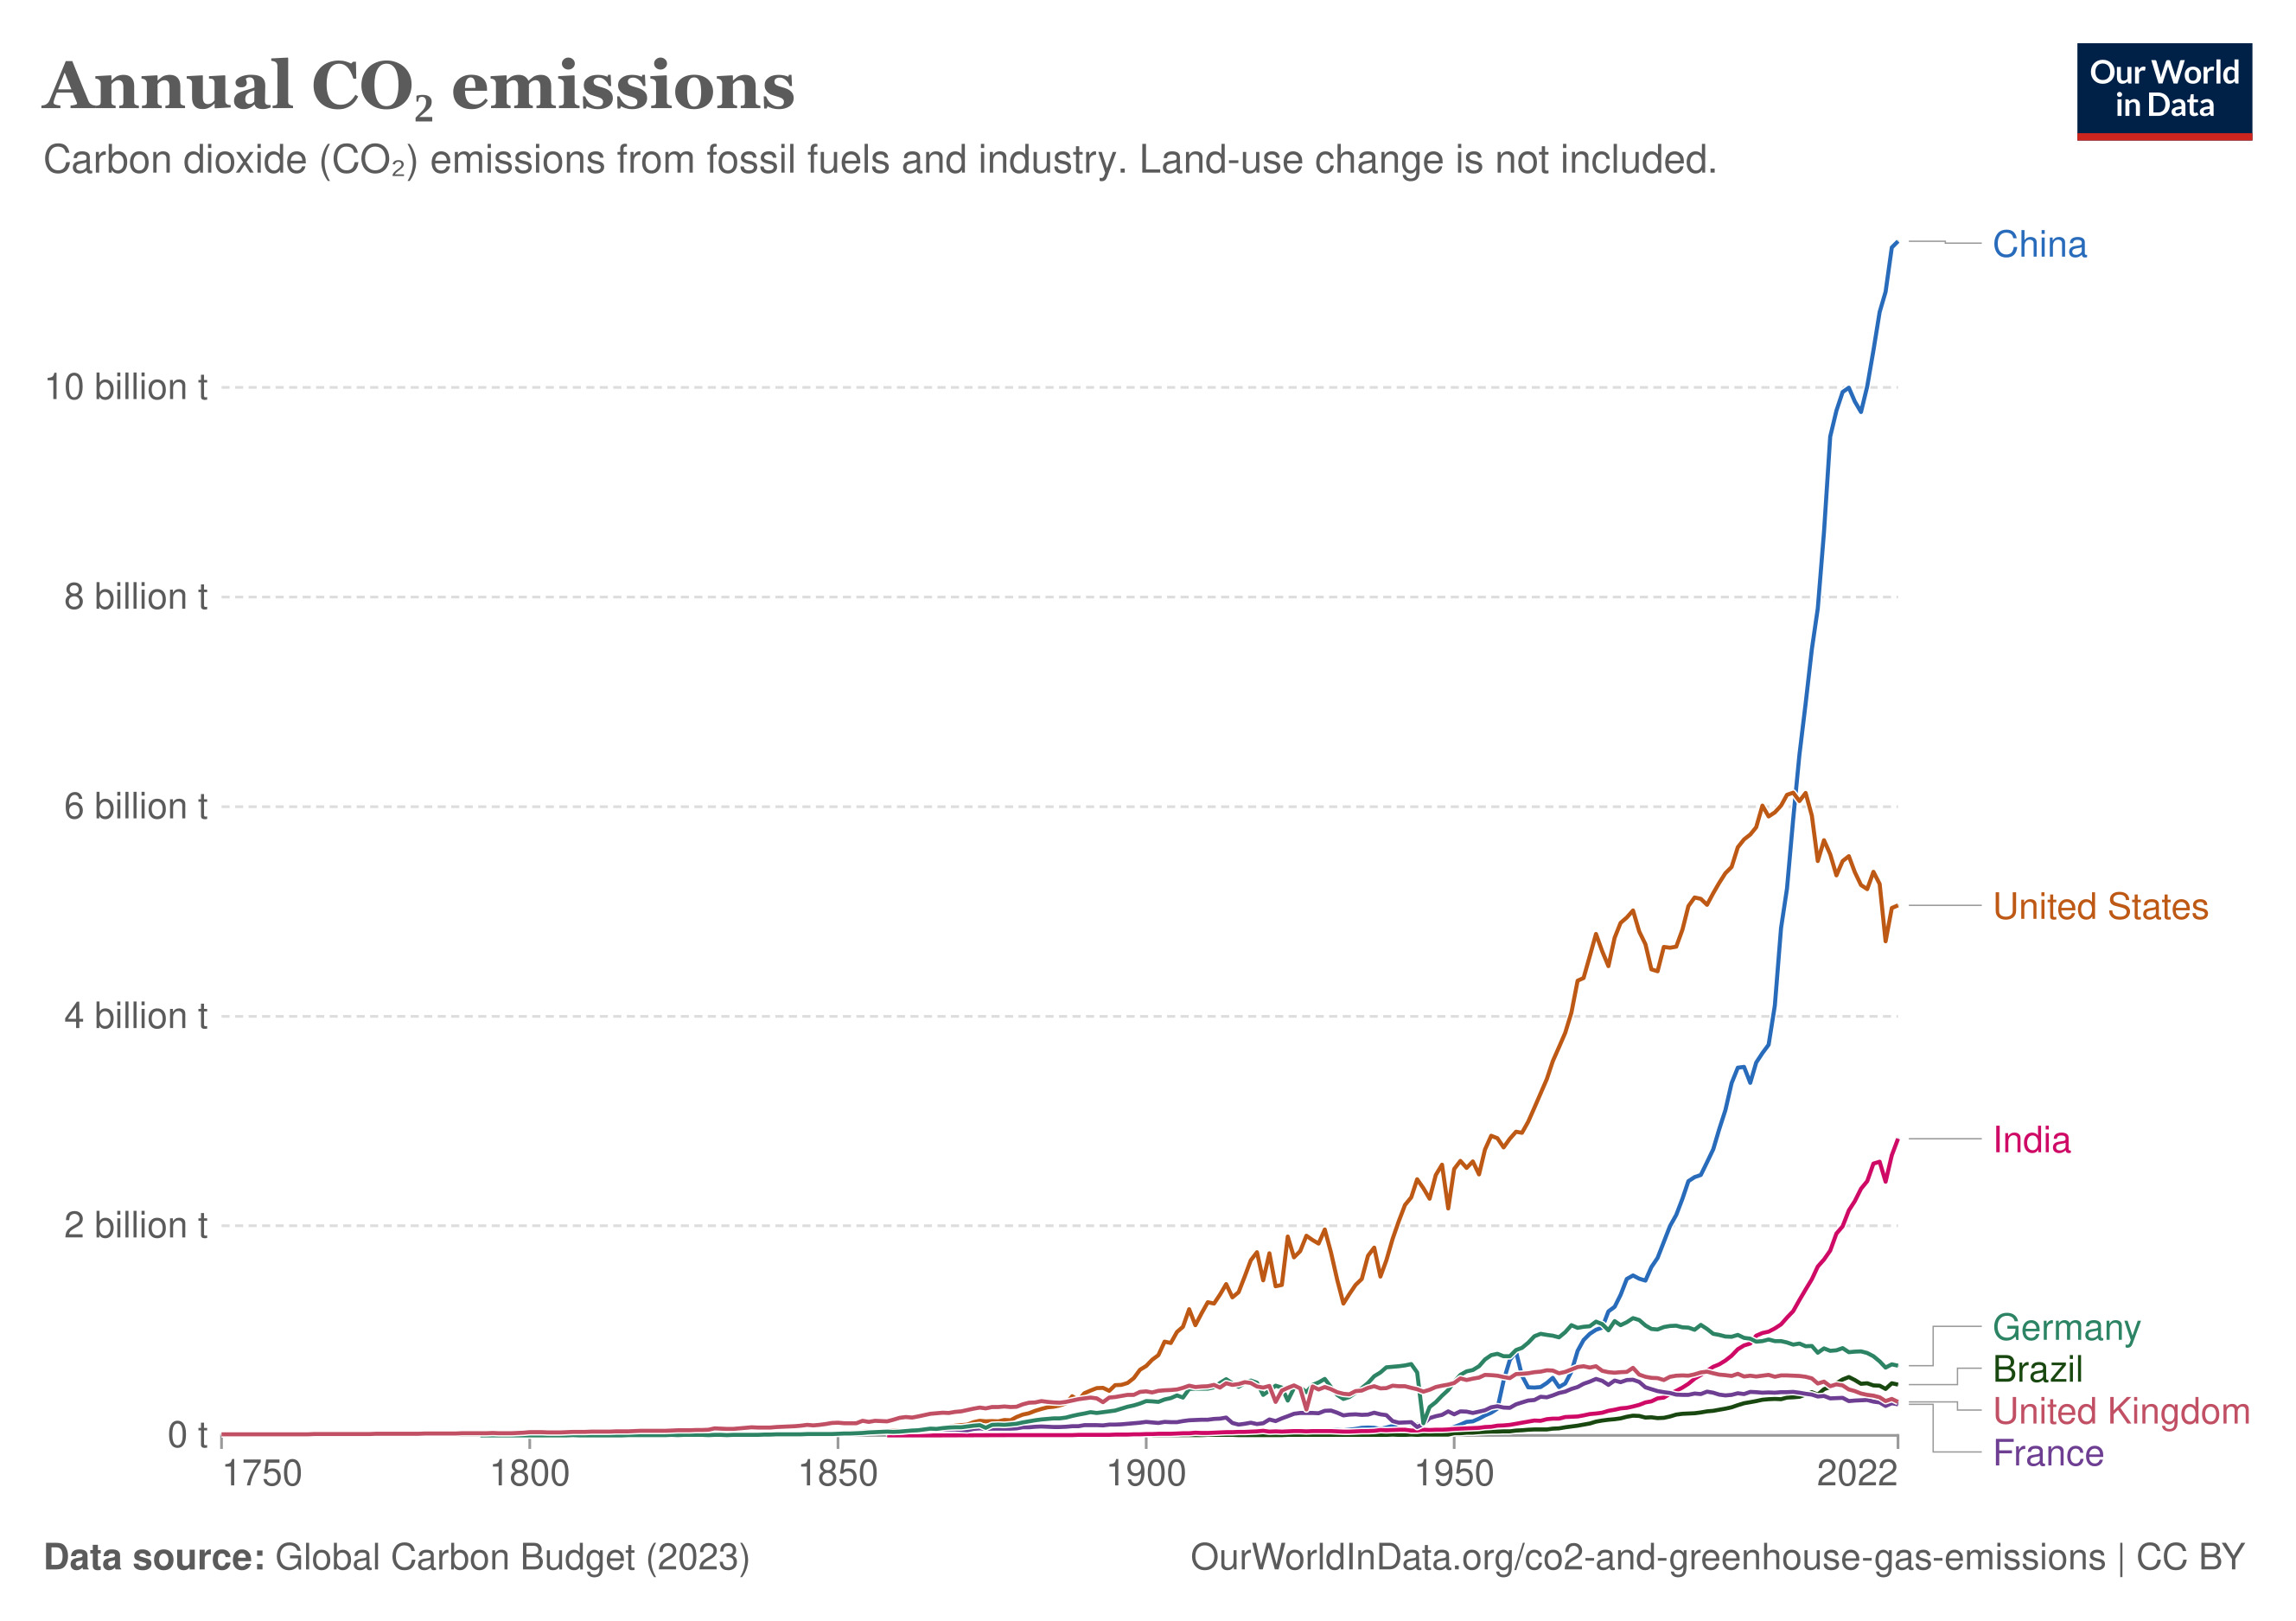 Annual CO₂ emissions
Our World
in Data
Carbon dioxide (CO₂) emissions from fossil fuels and industry. Land-use change is not included.
China
10 billion t
8 billion t
6 billion t
United States
4 billion t
India
2 billion t
Germany
Brazil
United Kingdom
France
0 t
1750 1800 1850 1900 1950 2022
Data source: Global Carbon Budget (2023)
OurWorldInData.org/co2-and-greenhouse-gas-emissions | CC BY